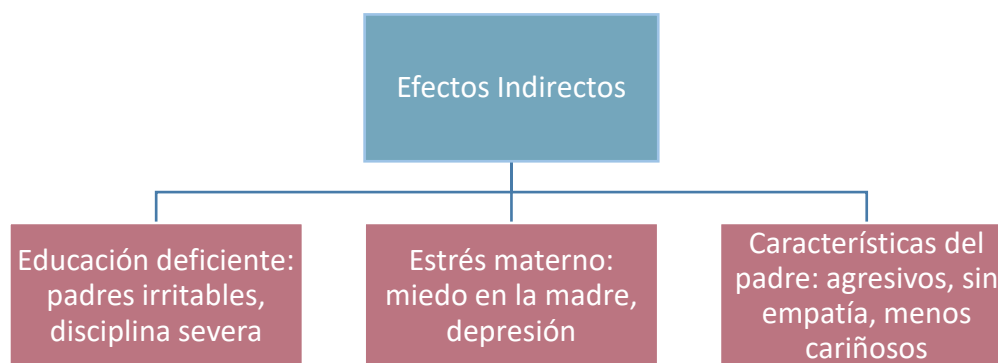 Efectos Indirectos
Educación deficiente:
padres irritables,
disciplina severa
Estrés materno:
miedo en la madre,
depresión
Características del
padre: agresivos, sin
empatía, menos
cariñosos